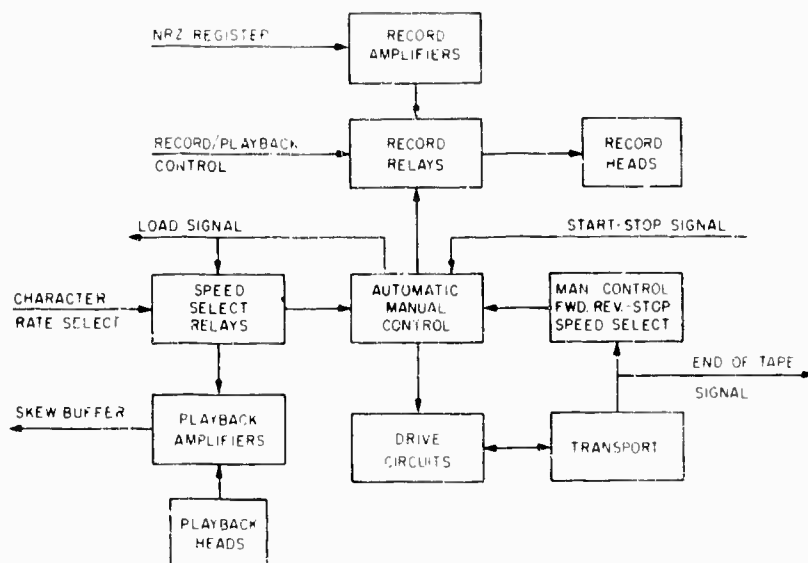 NRZ REGISTER
RECORD
AMPLIFIERS
RECORD/PLAYBACK
CONTROL
RECORD
RELAYS
RECORD
HEADS
LOAD SIGNAL
START-STOP SIGNAL
CHARACTER
RATE SELECT
SPEED
SELECT
RELAYS
AUTOMATIC
MANUAL
CONTROL
MAN CONTROL
FWD. REV.-STOP
SPEED SELECT
END OF TAPE
SIGNAL
SKEW BUFFER
PLAYBACK
AMPLIFIERS
DRIVE
CIRCUITS
TRANSPORT
PLAYBACK
HEADS